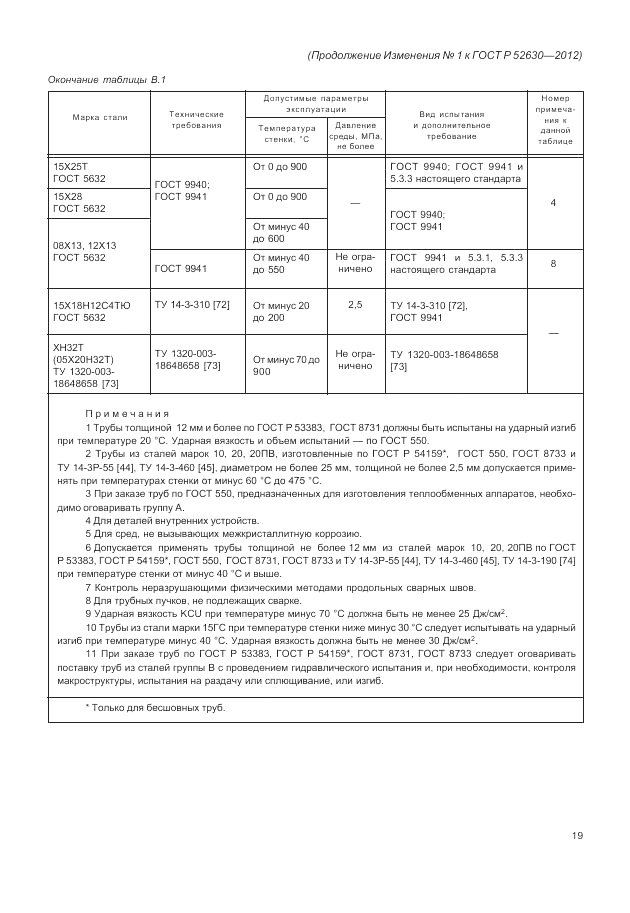 (Продолжение Изменения № 1 к ГОСТ Р 52630—2012)
Окончание таблицы В.1
Марка стали
Технические
требования
Допустимые параметры
эксплуатации
Температура
стенки, °С
Давление
среды, МПа,
не более
Вид испытания
и дополнительное
требование
Номер
примеча-
ния к
данной
таблице
15Х25Т
ГОСТ 5632
ГОСТ 9940;
ГОСТ 9941
От 0 до 900
—
ГОСТ 9940; ГОСТ 9941 и
5.3.3 настоящего стандарта
4
15Х28
ГОСТ 5632
От 0 до 900
ГОСТ 9940;
ГОСТ 9941
08Х13, 12Х13
ГОСТ 5632
От минус 40
до 600
ГОСТ 9941
От минус 40
до 550
Не огра-
ничено
ГОСТ 9941 и 5.3.1, 5.3.3
настоящего стандарта
8
15Х18Н12С4ТЮ
ГОСТ 5632
ТУ 14-3-310 [72]
От минус 20
до 200
2,5
ТУ 14-3-310 [72],
ГОСТ 9941
—
ХН32Т
(05Х20Н32Т)
ТУ 1320-003-
18648658 [73]
ТУ 1320-003-
18648658 [73]
От минус 70 до
900
Не огра-
ничено
ТУ 1320-003-18648658
[73]
Примечания
1 Трубы толщиной 12 мм и более по ГОСТ Р 53383, ГОСТ 8731 должны быть испытаны на ударный изгиб
при температуре 20 °С. Ударная вязкость и объем испытаний — по ГОСТ 550.
2 Трубы из сталей марок 10, 20, 20ПВ, изготовленные по ГОСТ Р 54159*, ГОСТ 550, ГОСТ 8733 и
ТУ 14-3Р-55 [44], ТУ 14-3-460 [45], диаметром не более 25 мм, толщиной не более 2,5 мм допускается приме-
нять при температурах стенки от минус 60 °С до 475 °С.
3 При заказе труб по ГОСТ 550, предназначенных для изготовления теплообменных аппаратов, необхо-
димо оговаривать группу А.
4 Для деталей внутренних устройств.
5 Для сред, не вызывающих межкристаллитную коррозию.
6 Допускается применять трубы толщиной не более 12 мм из сталей марок 10, 20, 20ПВ по ГОСТ
Р 53383, ГОСТ Р 54159*, ГОСТ 550, ГОСТ 8731, ГОСТ 8733 и ТУ 14-3Р-55 [44], ТУ 14-3-460 [45], ТУ 14-3-190 [74]
при температуре стенки от минус 40 °С и выше.
7 Контроль неразрушающими физическими методами продольных сварных швов.
8 Для трубных пучков, не подлежащих сварке.
9 Ударная вязкость KCU при температуре минус 70 °С должна быть не менее 25 Дж/см².
10 Трубы из стали марки 15ГС при температуре стенки ниже минус 30 °С следует испытывать на ударный
изгиб при температуре минус 40 °С. Ударная вязкость должна быть не менее 30 Дж/см².
11 При заказе труб по ГОСТ Р 53383, ГОСТ Р 54159*, ГОСТ 8731, ГОСТ 8733 следует оговаривать
поставку труб из сталей группы В с проведением гидравлического испытания и, при необходимости, контроля
макроструктуры, испытания на раздачу или сплющивание, или изгиб.
* Только для бесшовных труб.
19